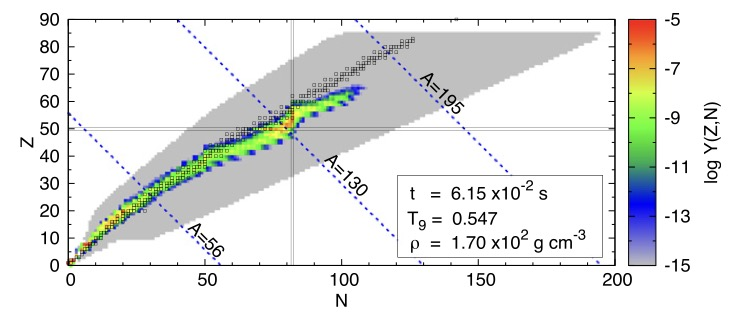 90
80
70
60
50
40
30
20
10
0
Z
0
50
100
150
200
N
A=56
A=130
A=195
t = 6.15 x10⁻² s
T₉ = 0.547
ρ = 1.70 x10² g cm⁻³
-5
-7
-9
-11
-13
-15
log Y(Z,N)